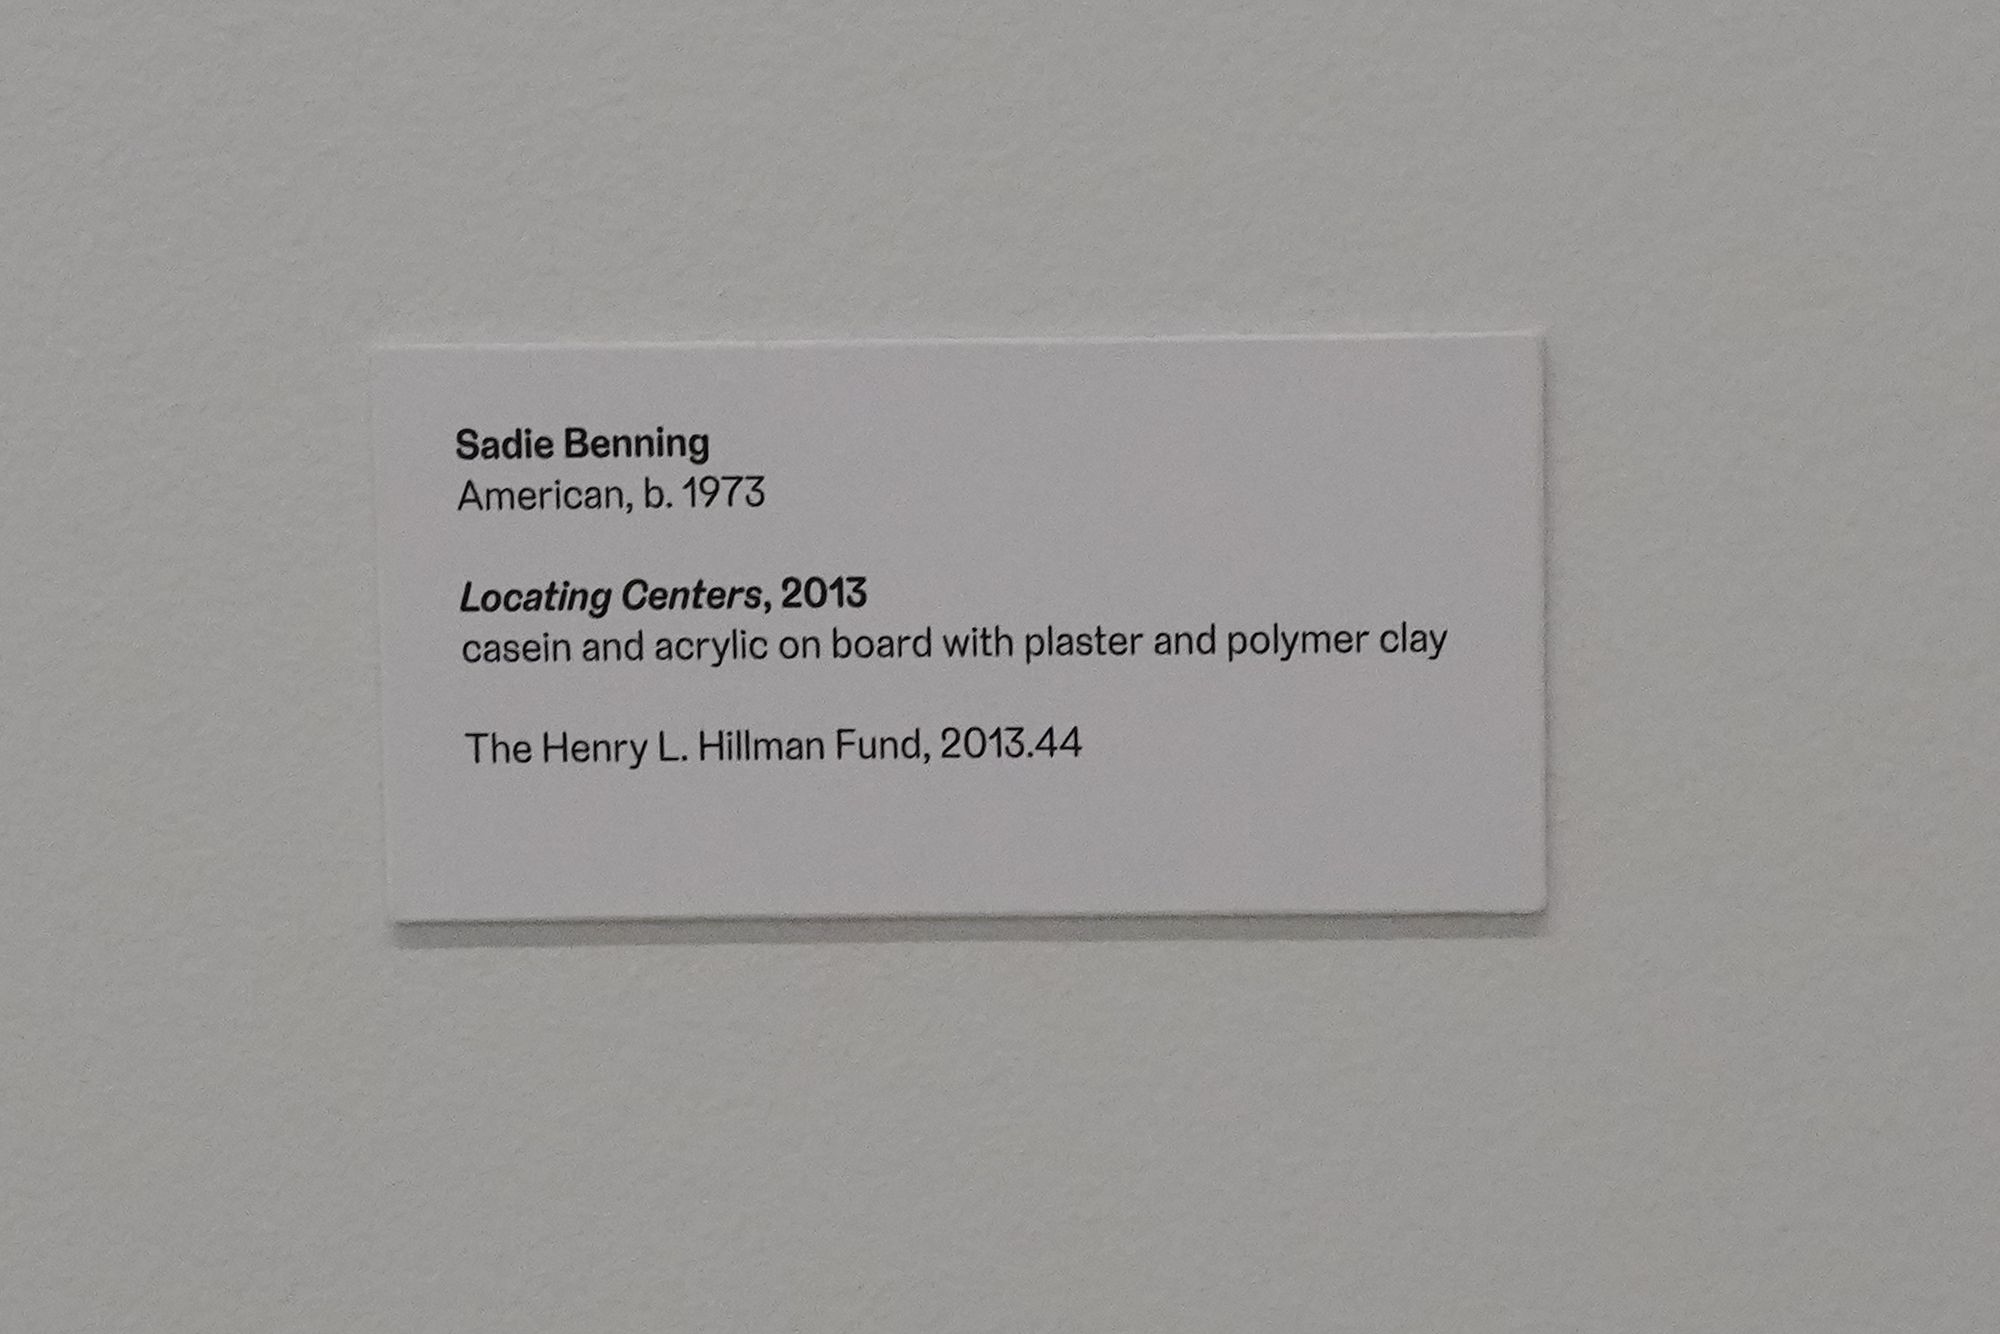 Sadie Benning
American, b. 1973
Locating Centers, 2013
casein and acrylic on board with plaster and polymer clay
The Henry L. Hillman Fund, 2013.44